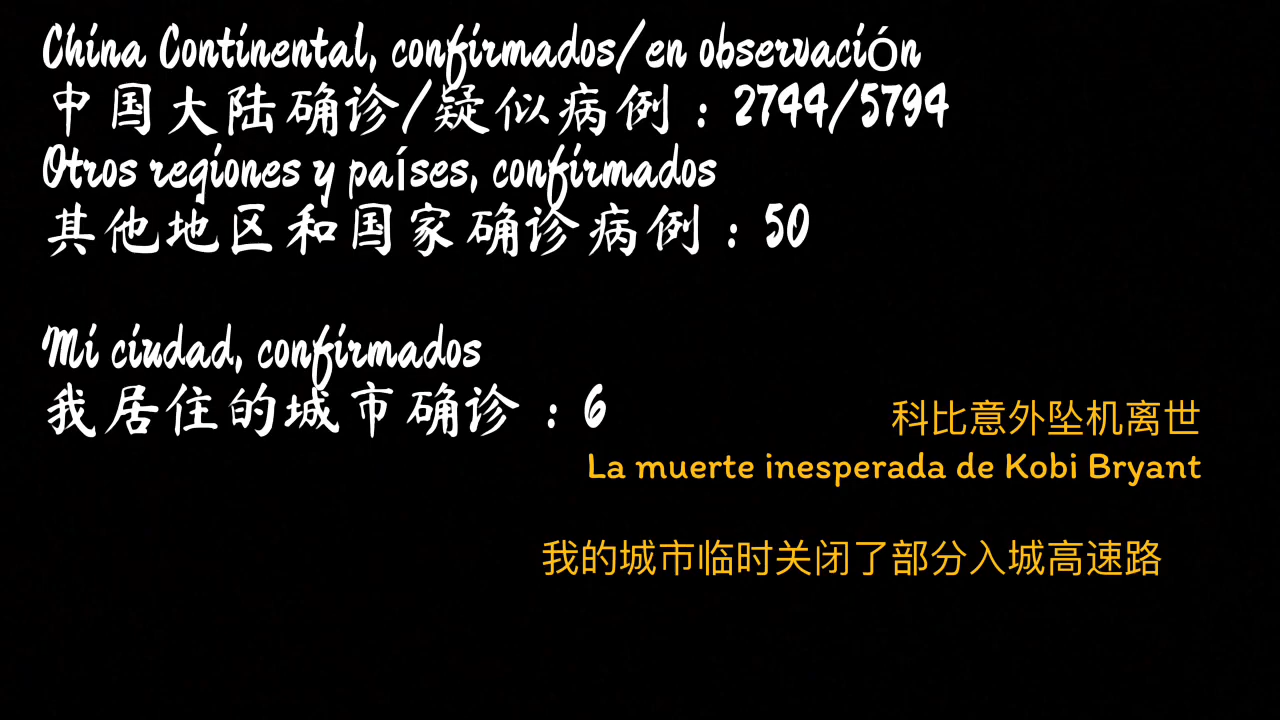 China Continental, confirmados/en observación
中国大陆确诊/疑似病例：2744/5794
Otros regiones y países, confirmados
其他地区和国家确诊病例：50
Mi ciudad, confirmados
我居住的城市确诊：6
科比意外坠机离世
La muerte inesperada de Kobi Bryant
我的城市临时关闭了部分入城高速路